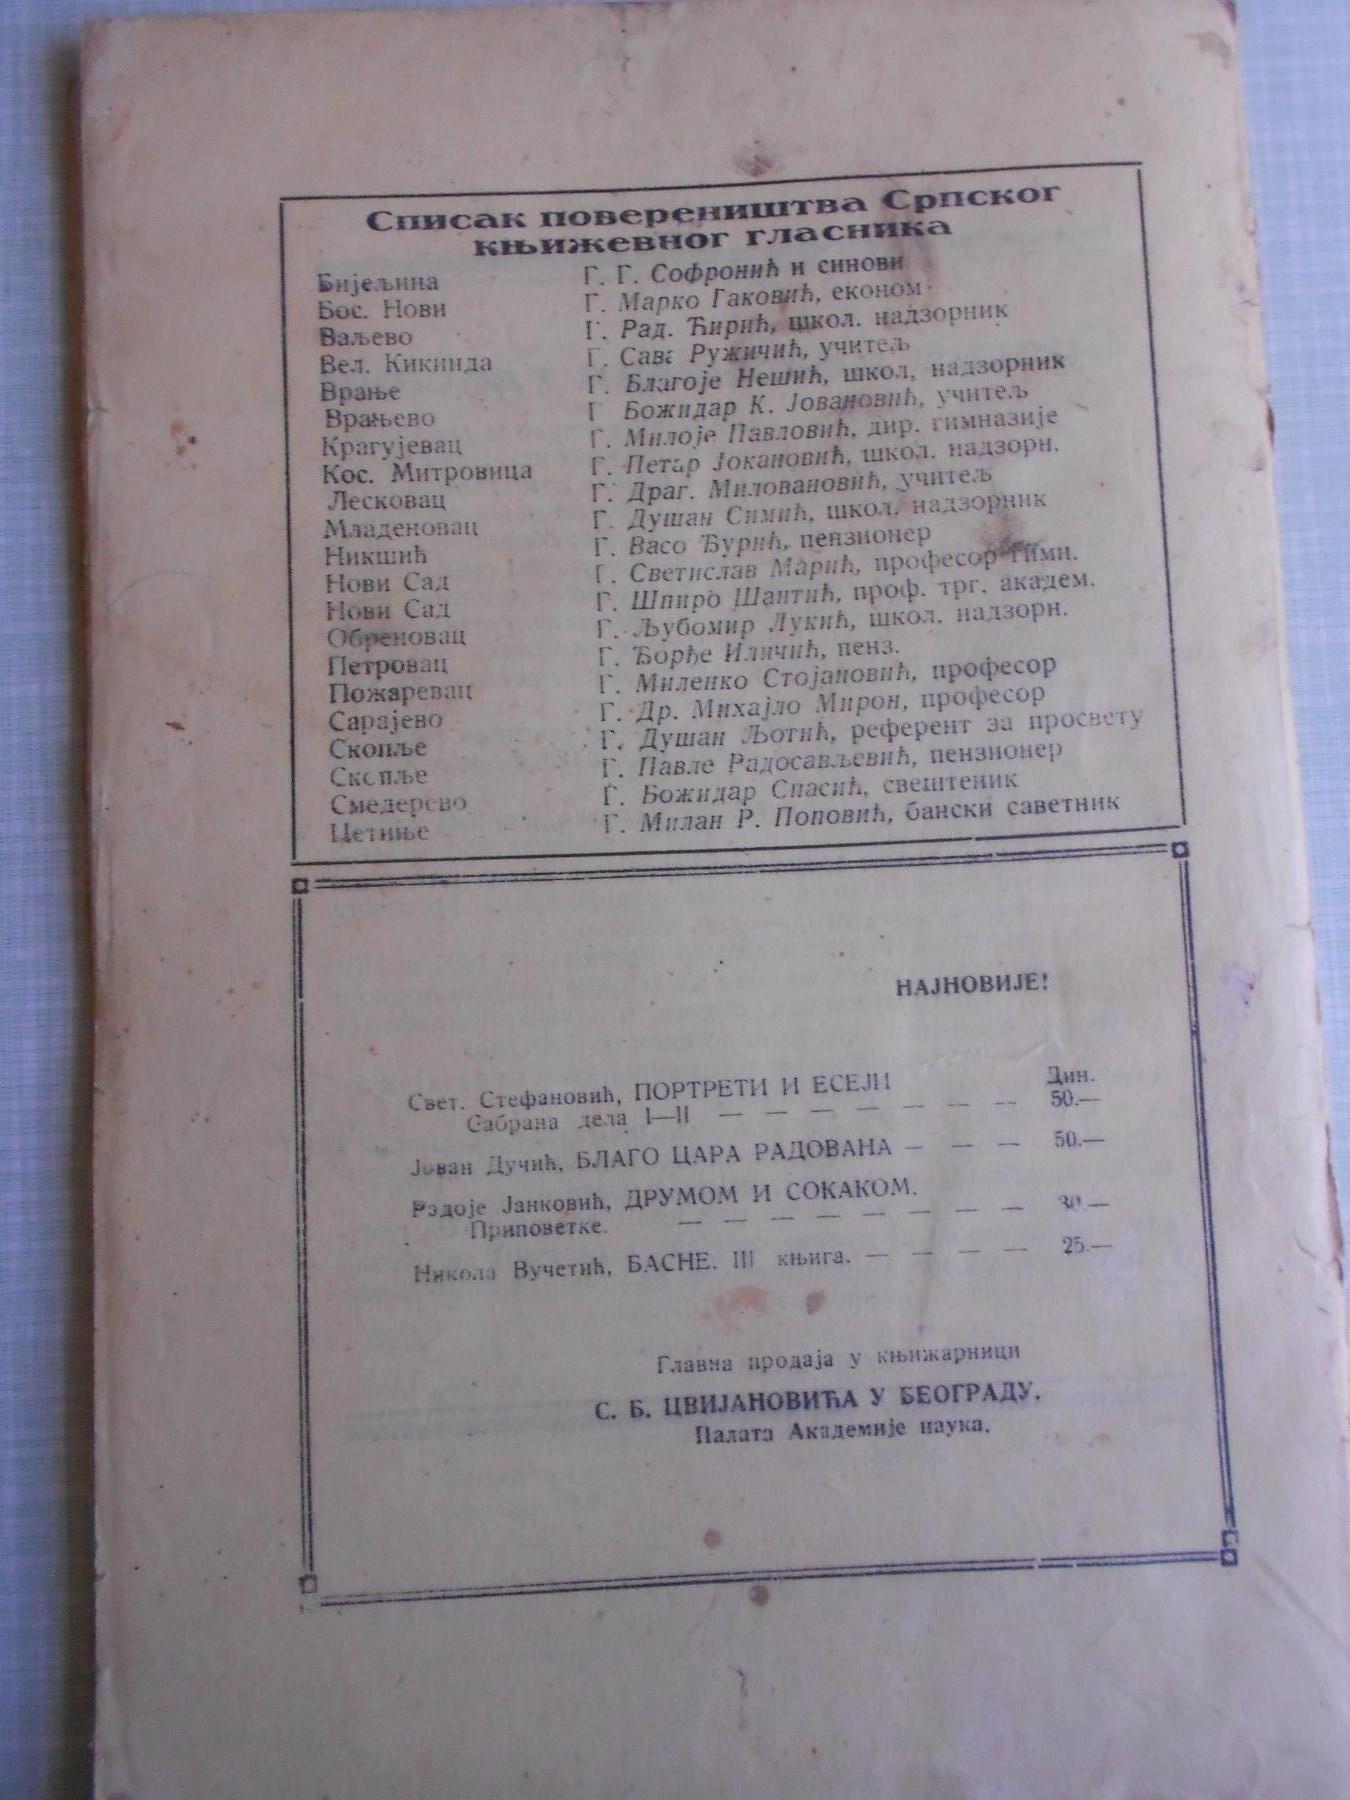 Списак повереништва Српског
књижевног гласника
Бијељина Г. Г. Софронић и синови
Бос. Нови Г. Марко Гаковић, економ
Ваљево Г. Рад. Ћирић, школ. надзорник
Вел. Кикинда Г. Сава Ружичић, учитељ
Врање Г. Благоје Нешић, школ. надзорник
Врањево Г Божидар К. Јовановић, учитељ
Крагујевац Г. Милоје Павловић, дир. гимназије
Кос. Митровица Г. Петар Јокановић, школ. надзорн.
Лесковац Г. Драг. Миловановић, учитељ
Младеновац Г. Душан Симић, школ. надзорник
Никшић Г. Васо Ђурић, пензионер
Нови Сад Г. Светислав Марић, професор гимн.
Нови Сад Г. Шпиро Шантић, проф. трг. академ.
Обреновац Г. Љубомир Лукић, школ. надзорн.
Петровац Г. Ђорђе Иличић, пенз.
Пожаревац Г. Миленко Стојановић, професор
Сарајево Г. Др. Михајло Мирон, професор
Скопље Г. Душан Љотић, референт за просвету
Скопље Г. Павле Радосављевић, пензионер
Смедерево Г. Божидар Спасић, свештеник
Цетиње Г. Милан Р. Поповић, бански саветник
НАЈНОВИЈЕ!
Дин.
Свет. Стефановић, ПОРТРЕТИ И ЕСЕЈИ
Сабрана дела I—II — — — — — — — 50.—
Јован Дучић, БЛАГО ЦАРА РАДОВАНА — — — 50.—
Радоје Јанковић, ДРУМОМ И СОКАКОМ.
Приповетке. — — — — — — — — 30.—
Никола Вучетић, БАСНЕ. III књига. — — — — 25.—
Главна продаја у књижарници
С. Б. ЦВИЈАНОВИЋА У БЕОГРАДУ.
Палата Академије наука.